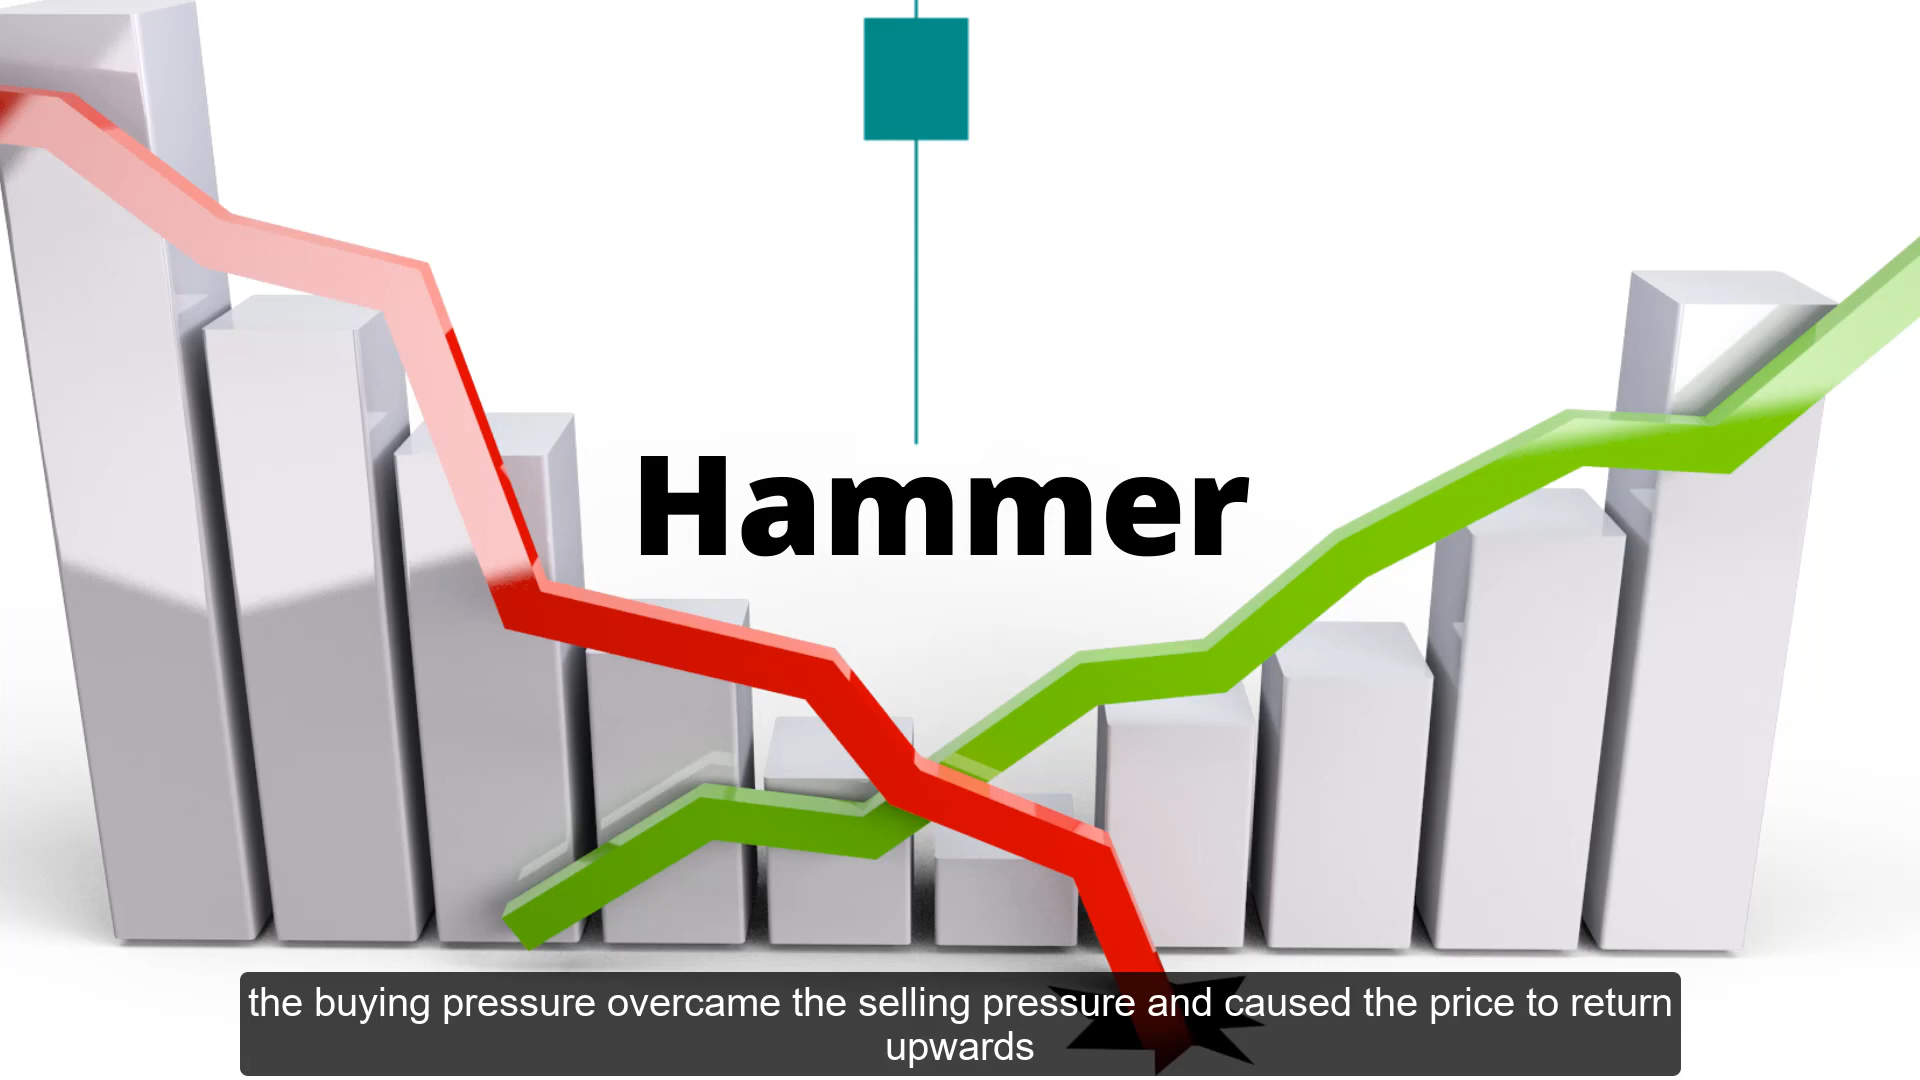 Hammer
the buying pressure overcame the selling pressure and caused the price to return
upwards